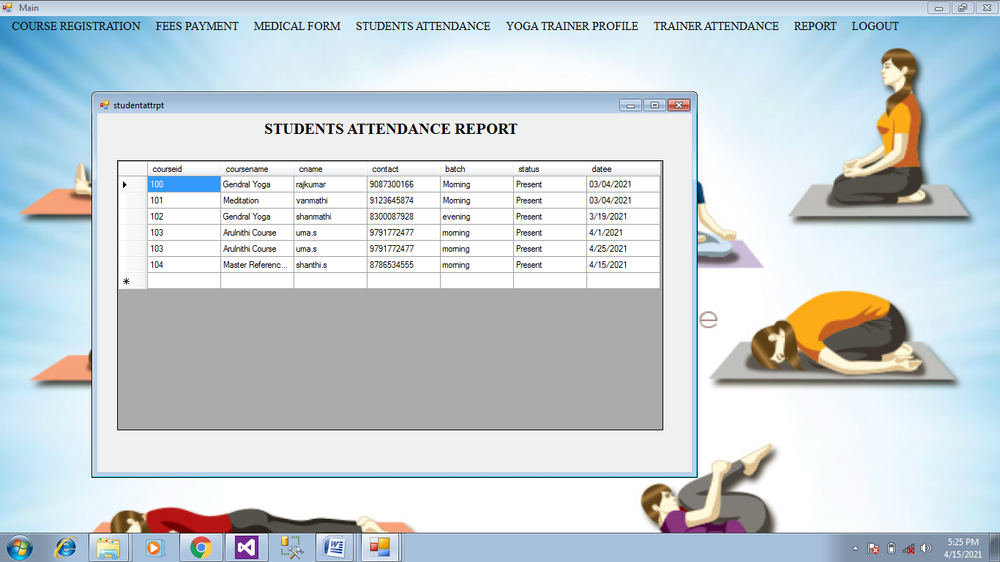 Main
COURSE REGISTRATION FEES PAYMENT MEDICAL FORM STUDENTS ATTENDANCE YOGA TRAINER PROFILE TRAINER ATTENDANCE REPORT LOGOUT
studentattrpt
STUDENTS ATTENDANCE REPORT
courseid coursename cname contact batch status datee
100 Gendral Yoga rajkumar 9087300166 Morning Present 03/04/2021
101 Meditation vanmathi 9123645874 Morning Present 03/04/2021
102 Gendral Yoga shanmathi 8300087928 evening Present 3/19/2021
103 Arulnithi Course uma.s 9791772477 morning Present 4/1/2021
103 Arulnithi Course uma.s 9791772477 morning Present 4/25/2021
104 Master Referenc... shanthi.s 8786534555 morning Present 4/15/2021
e
5:25 PM
4/15/2021